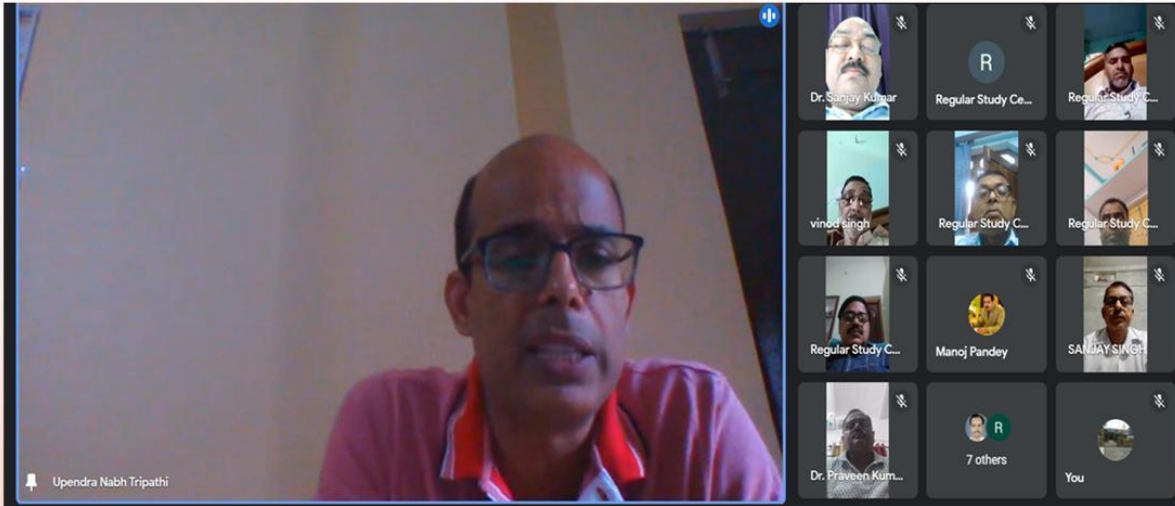 Upendra Nabh Tripathi
Dr. Sanjay Kumar
R
Regular Study Ce...
Regular Study C...
vinod singh
Regular Study C...
Regular Study C...
Regular Study C...
Manoj Pandey
SANJAY SINGH
Dr. Praveen Kum...
R
7 others
You